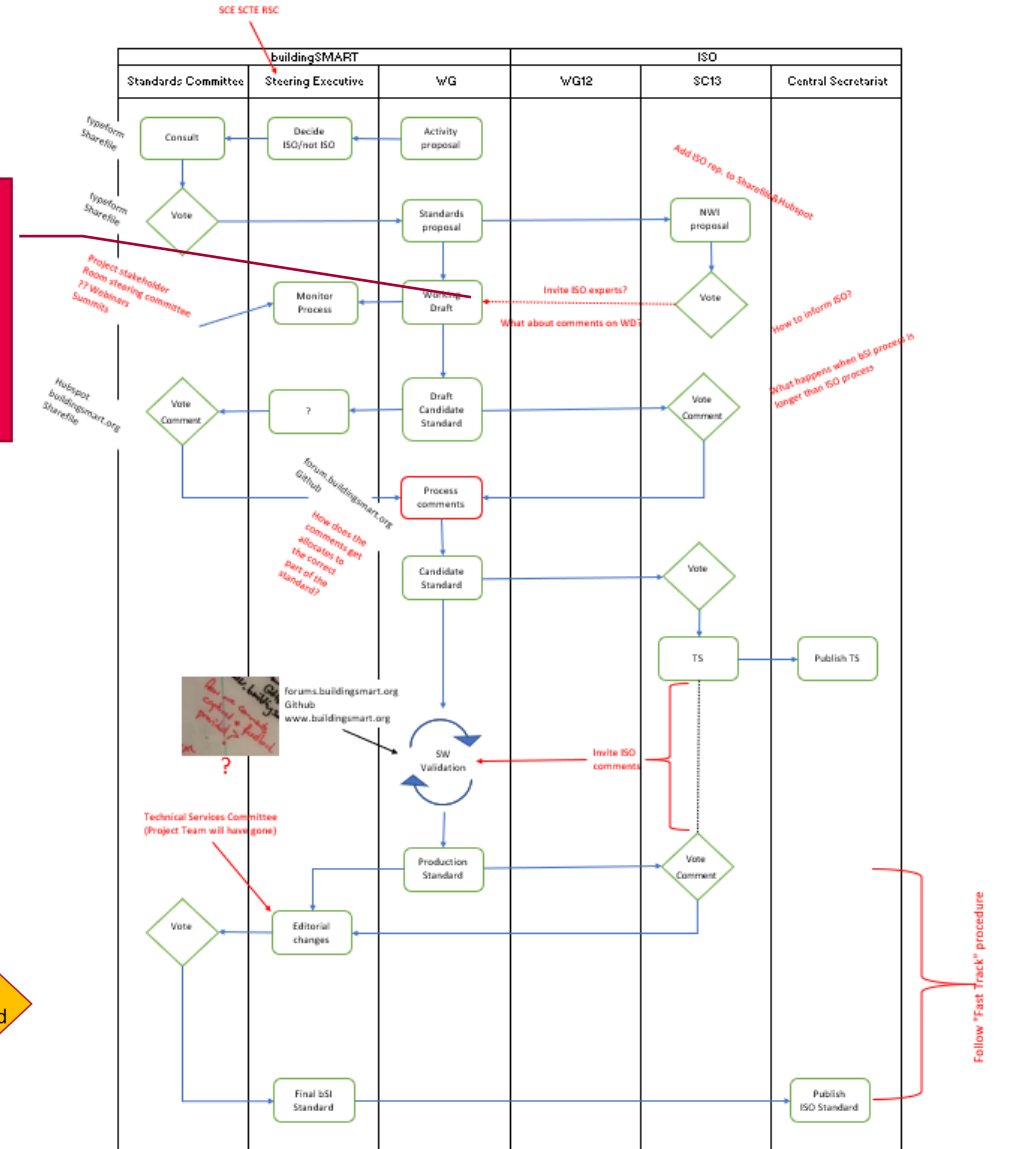 SCE SCTE RSC
buildingSMART
ISO
Standards Committee
Steering Executive
WG
WG12
SC13
Central Secretariat
typeform
Sharefile
Consult
Decide
ISO/not ISO
Activity
proposal
Add ISO rep. to Sharefile&Hubspot
typeform
Sharefile
Vote
Standards
proposal
NWI
proposal
Project stakeholder
Room steering committee
?? Webinars
Summits
Monitor
Process
Working
Draft
Invite ISO experts?
What about comments on WD?
Vote
How to inform ISO?
What happens when bSI process is
longer than ISO process
Hubspot
buildingsmart.org
Sharefile
Vote
Comment
?
Draft
Candidate
Standard
Vote
Comment
forum.buildingsmart.org
Github
Process
comments
How does the
comments get
allocates to
the correct
part of the
standard?
Candidate
Standard
Vote
TS
Publish TS
How are comments
provided?
?
forums.buildingsmart.org
Github
www.buildingsmart.org
SW
Validation
Invite ISO
comments
Technical Services Committee
(Project Team will have gone)
Production
Standard
Vote
Comment
Vote
Editorial
changes
Follow "Fast Track" procedure
d
Final bSI
Standard
Publish
ISO Standard